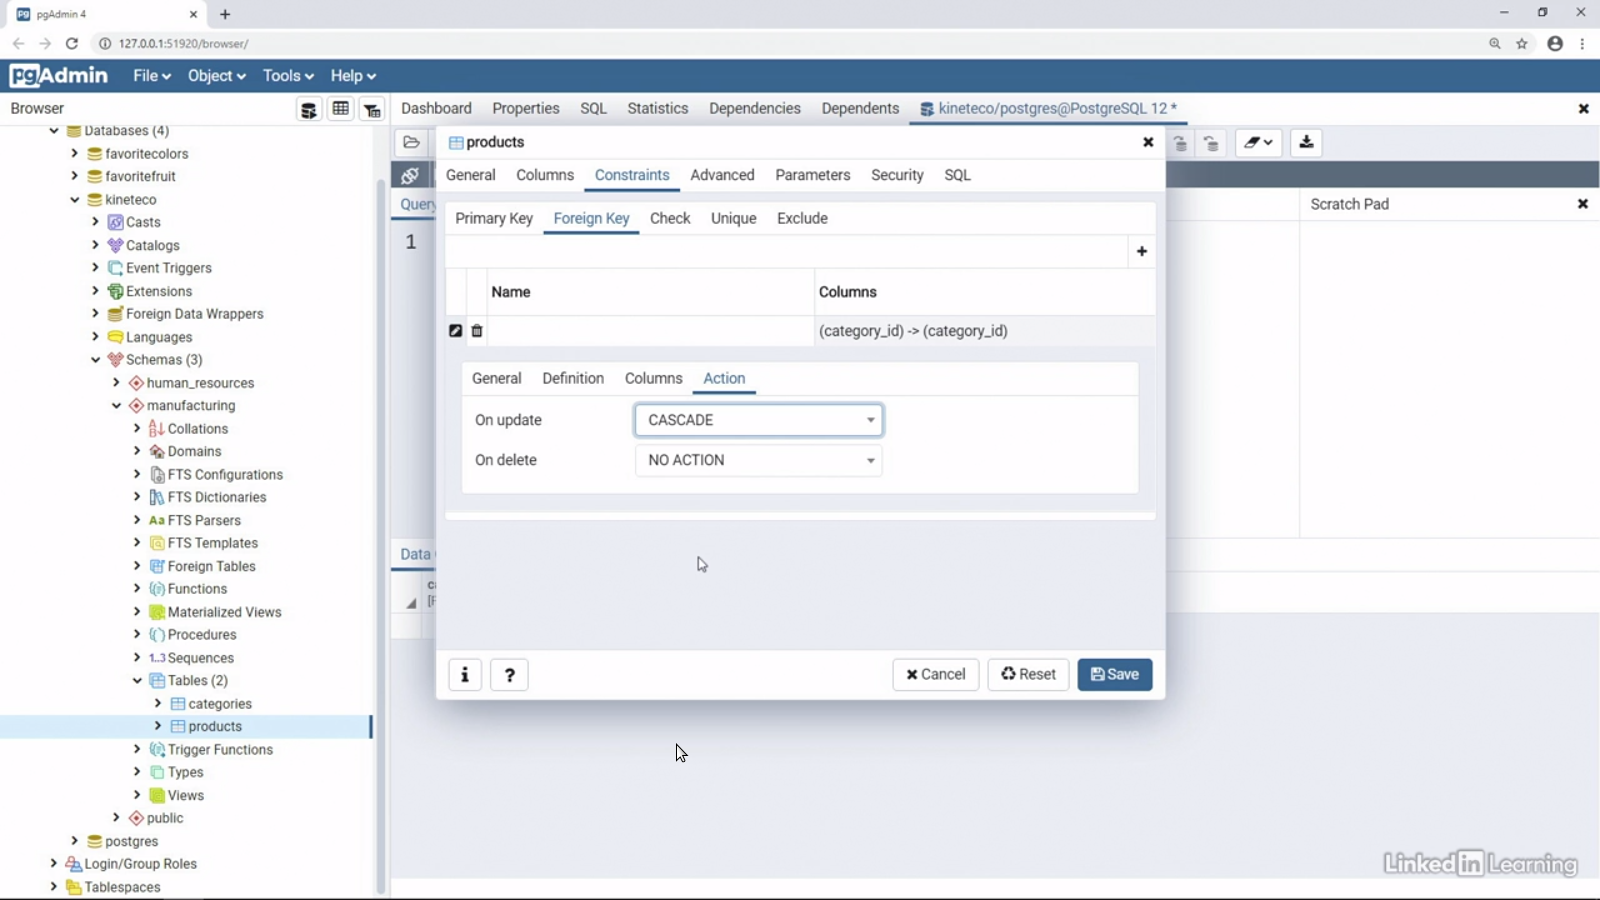 pgAdmin 4
127.0.0.1:51920/browser/
pgAdmin File Object Tools Help
Browser
Dashboard Properties SQL Statistics Dependencies Dependents kineteco/postgres@PostgreSQL 12 *
Databases (4)
favoritecolors
favoritefruit
kineteco
Casts
Catalogs
Event Triggers
Extensions
Foreign Data Wrappers
Languages
Schemas (3)
human_resources
manufacturing
Collations
Domains
FTS Configurations
FTS Dictionaries
Aa FTS Parsers
FTS Templates
Foreign Tables
Functions
Materialized Views
Procedures
1..3 Sequences
Tables (2)
categories
products
Trigger Functions
Types
Views
public
postgres
Login/Group Roles
Tablespaces
products
General Columns Constraints Advanced Parameters Security SQL
Query
Scratch Pad
1
Primary Key Foreign Key Check Unique Exclude
+
Name Columns
(category_id) -> (category_id)
General Definition Columns Action
On update CASCADE
On delete NO ACTION
Data
i ? Cancel Reset Save
Linked in Learning